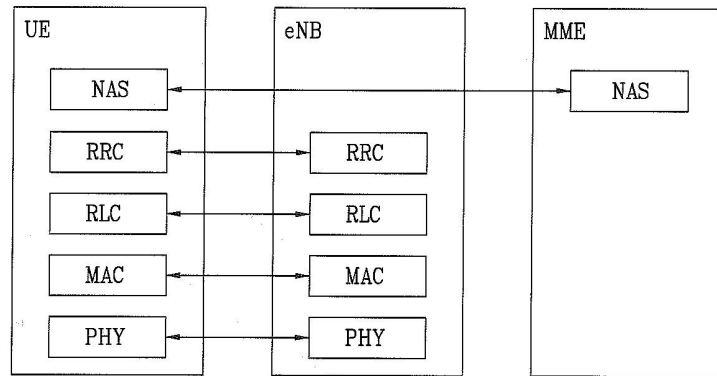 UE eNB MME
NAS NAS
RRC RRC
RLC RLC
MAC MAC
PHY PHY